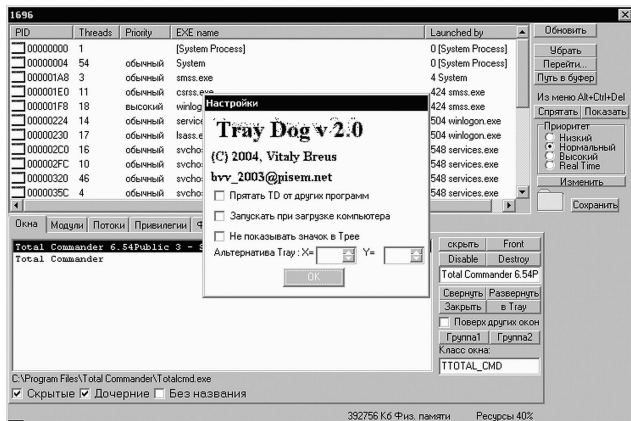 1696
PID Threads Priority EXE name Launched by
00000000 1 [System Process] 0 [System Process]
00000004 54 обычный System 0 [System Process]
000001A8 3 обычный smss.exe 4 System
000001E0 11 обычный csrss.exe 424 smss.exe
000001F8 18 высокий winlog 424 smss.exe
00000224 14 обычный service 504 winlogon.exe
00000230 17 обычный lsass.e 504 winlogon.exe
000002C0 16 обычный svcho 548 services.exe
000002FC 10 обычный svcho 548 services.exe
00000320 46 обычный svcho 548 services.exe
0000035C 4 обычный svcho 548 services.exe
Обновить
Убрать
Перейти...
Путь в буфер
Из меню Alt+Ctrl+Del
Спрятать Показать
Приоритет
Низкий
Нормальный
Высокий
Real Time
Изменить
Сохранить
Настройки
Tray Dog v 2.0
(C) 2004, Vitaly Breus
bvv_2003@pisem.net
Прятать TD от других программ
Запускать при загрузке компьютера
Не показывать значок в Трее
Альтернатива Tray: X= Y=
OK
Окна Модули Потоки Привилегии
Total Commander 6.54Public 3 - S
Total Commander
скрыть Front
Disable Destroy
Total Commander 6.54P
Свернуть Развернуть
Закрыть в Tray
Поверх других окон
Группа1 Группа2
Класс окна:
TTOTAL_CMD
C:\Program Files\Total Commander\Totalcmd.exe
Скрытые Дочерние Без названия
392756 Кб Физ. памяти Ресурсы 40%